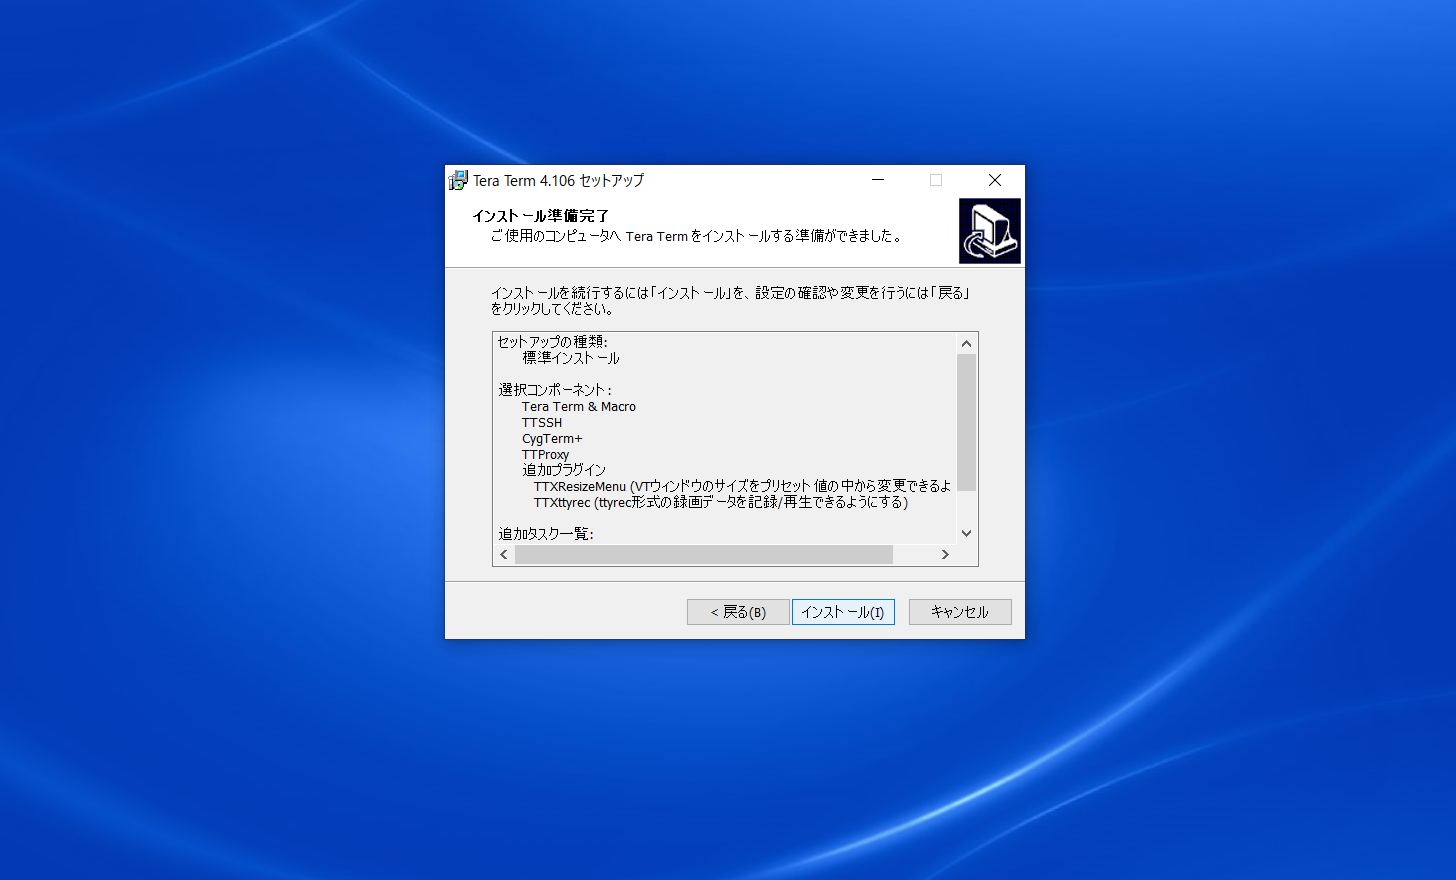 Tera Term 4.106 セットアップ
インストール準備完了
ご使用のコンピュータへ Tera Term をインストールする準備ができました。
インストールを続行するには「インストール」を、設定の確認や変更を行うには「戻る」
をクリックしてください。
セットアップの種類:
標準インストール
選択コンポーネント:
Tera Term & Macro
TTSSH
CygTerm+
TTProxy
追加プラグイン
TTXResizeMenu (VTウィンドウのサイズをプリセット値の中から変更できるよ
TTXttyrec (ttyrec形式の録画データを記録/再生できるようにする)
追加タスク一覧:
< 戻る(B) インストール(I) キャンセル